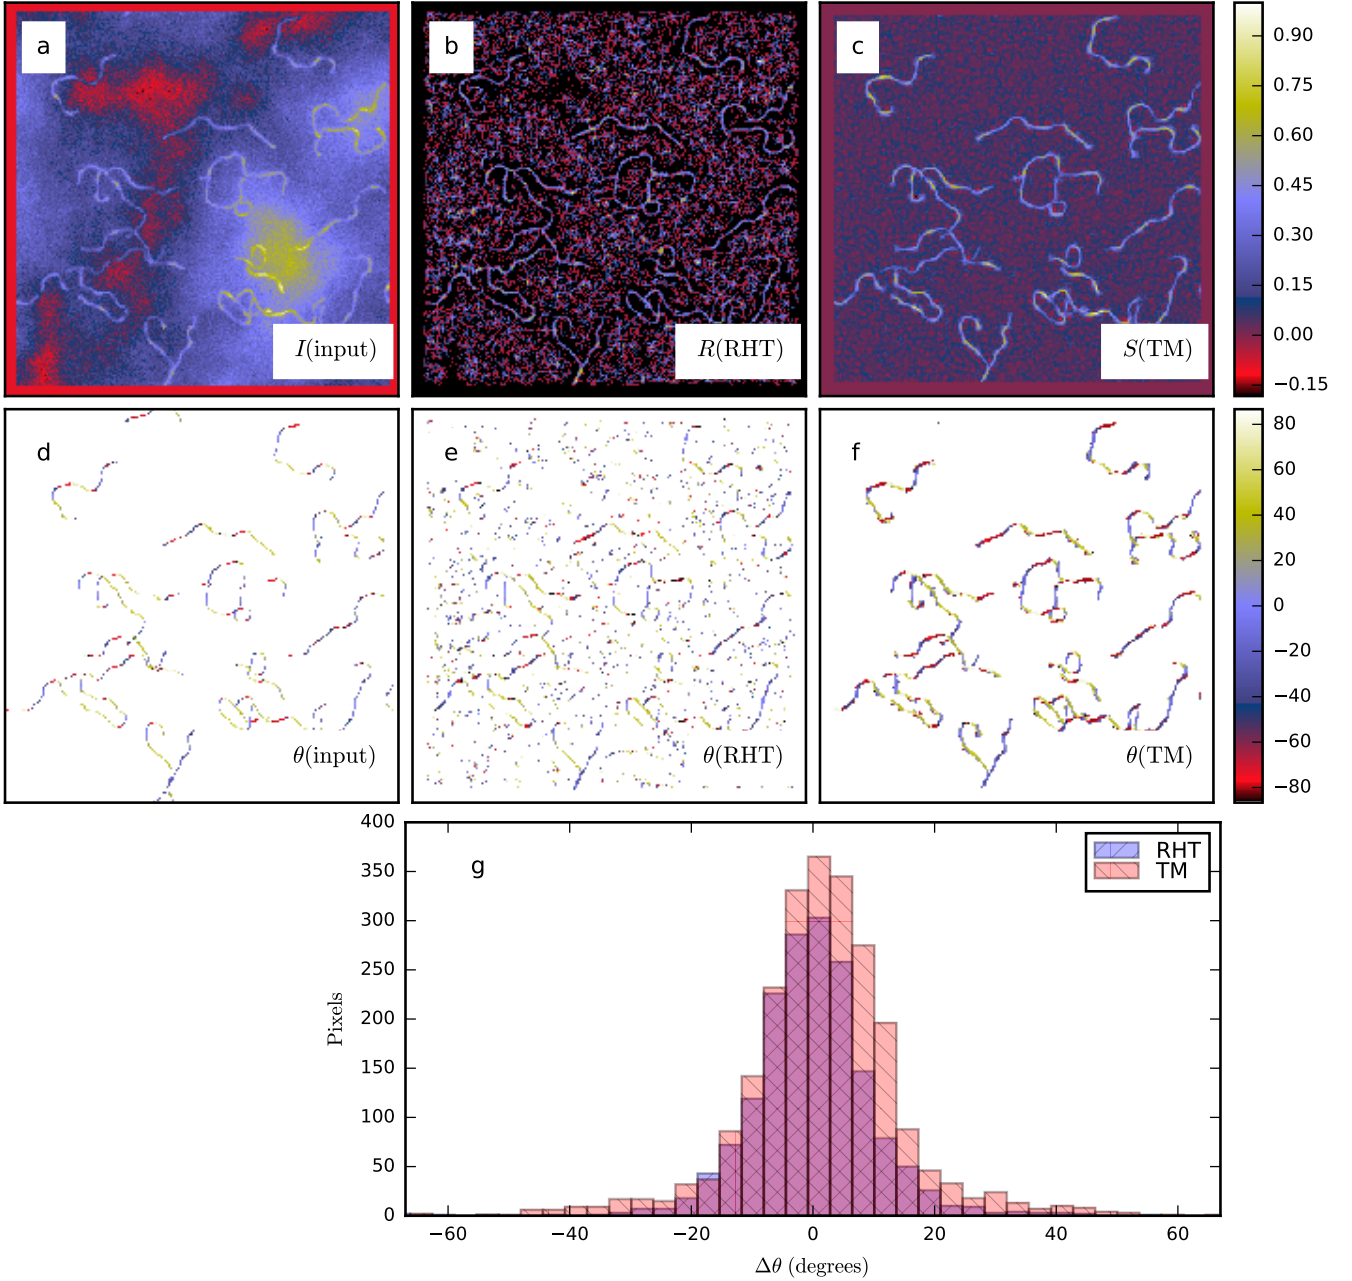 a
I(input)
b
R(RHT)
c
S(TM)
0.90
0.75
0.60
0.45
0.30
0.15
0.00
−0.15
d
θ(input)
e
θ(RHT)
f
θ(TM)
80
60
40
20
0
−20
−40
−60
−80
g
RHT
TM
400
350
300
250
200
150
100
50
0
Pixels
−60
−40
−20
0
20
40
60
Δθ (degrees)